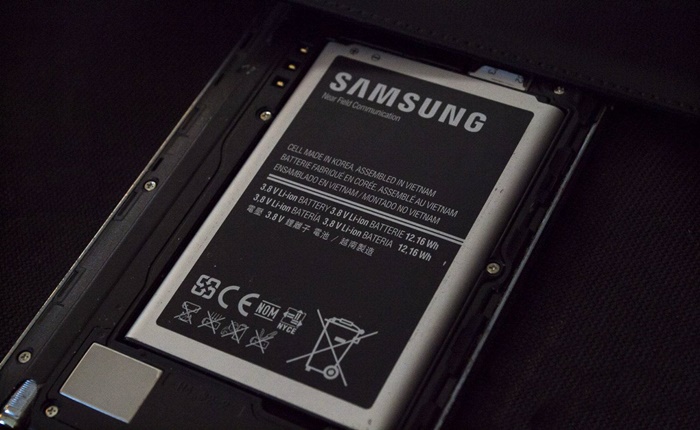 SAMSUNG
Near Field Communication
CELL MADE IN KOREA, ASSEMBLED IN VIETNAM
BATTERIE FABRIQUÉ EN CORÉE. ASSEMBLÉ AU VIETNAM
ENSAMBLADO EN VIETNAM / MONTADO NO VIETNAM
3.8 V Li-ion BATTERY 3.8 V Li-ion BATTERIE 12.16 Wh
3.8 V Li-ion BATERÍA 3.8 V Li-ion BATERIA 12.16 Wh
電壓 3.8 V 鋰離子 電池 / 越南製造
CE NOM
NYCE